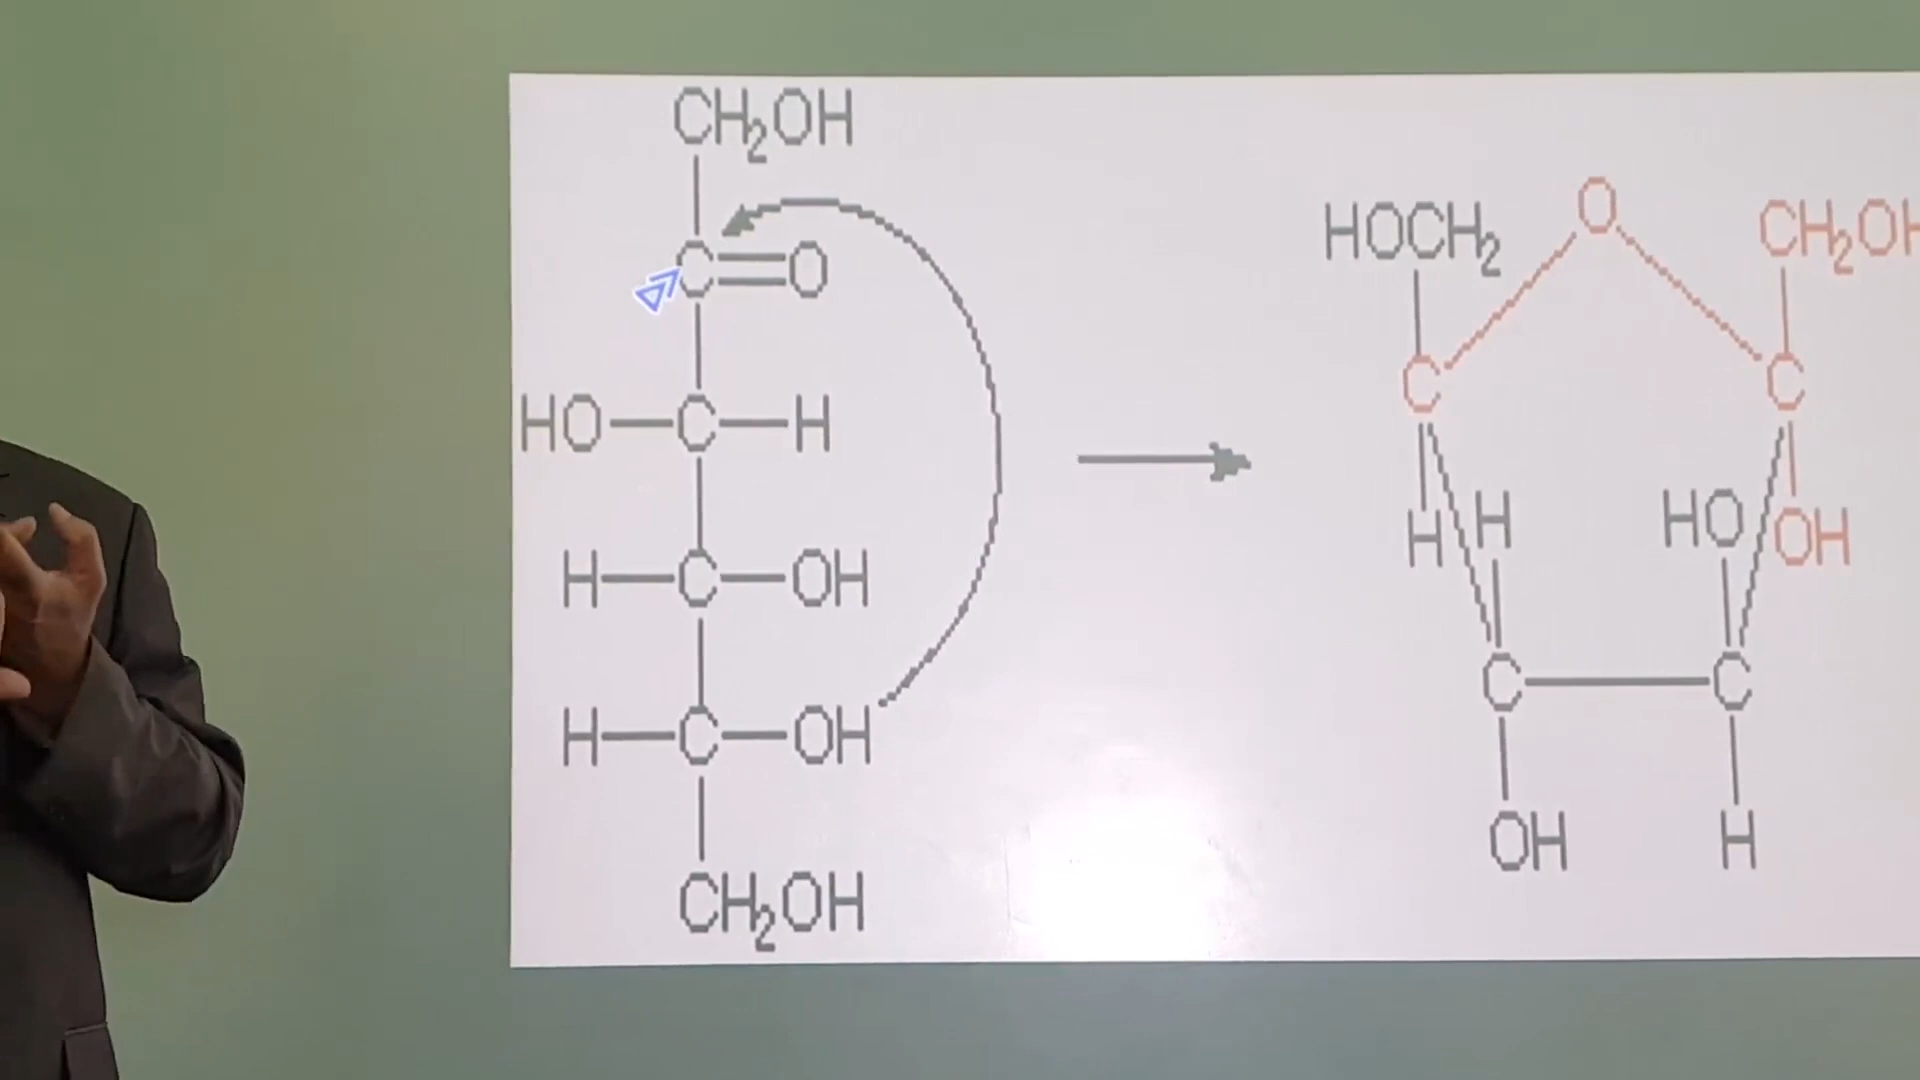 CH2OH
C=O
HO—C—H
H—C—OH
H—C—OH
CH2OH
HOCH2 O CH2OH
C C
H H HO OH
C—C
OH H